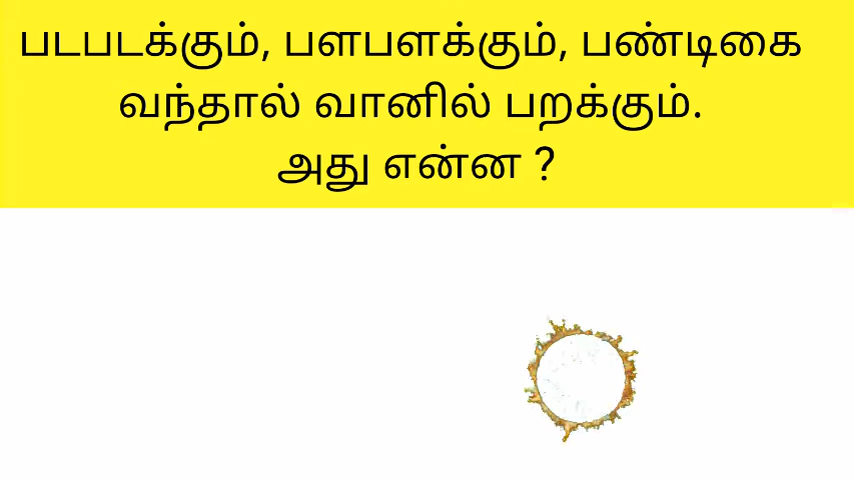 படபடக்கும், பளபளக்கும், பண்டிகை
வந்தால் வானில் பறக்கும்.
அது என்ன ?